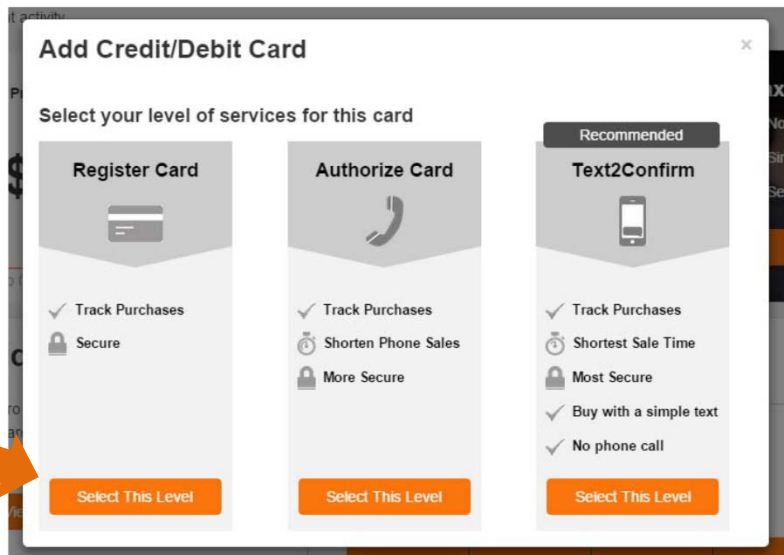 t activity
Add Credit/Debit Card
×
Select your level of services for this card
Recommended
Register Card
Track Purchases
Secure
Select This Level
Authorize Card
Track Purchases
Shorten Phone Sales
More Secure
Select This Level
Text2Confirm
Track Purchases
Shortest Sale Time
Most Secure
Buy with a simple text
No phone call
Select This Level
$